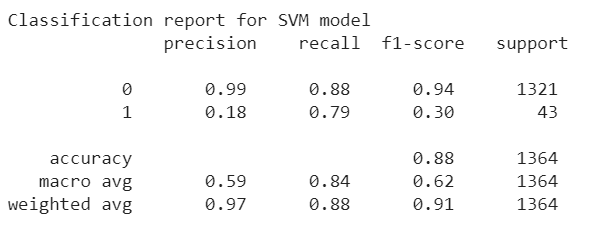 Classification report for SVM model
precision recall f1-score support
0 0.99 0.88 0.94 1321
1 0.18 0.79 0.30 43
accuracy 0.88 1364
macro avg 0.59 0.84 0.62 1364
weighted avg 0.97 0.88 0.91 1364